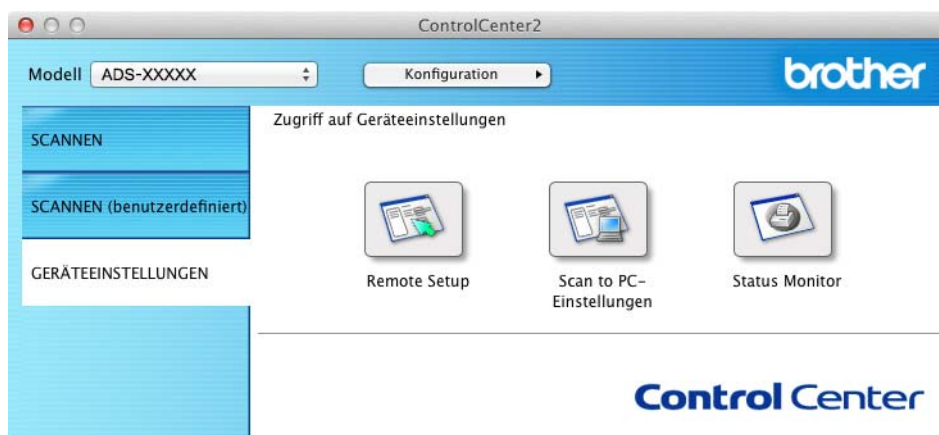 ControlCenter2
Modell ADS-XXXXX Konfiguration brother
SCANNEN
SCANNEN (benutzerdefiniert)
GERÄTEEINSTELLUNGEN
Zugriff auf Geräteeinstellungen
Remote Setup
Scan to PC-
Einstellungen
Status Monitor
Control Center